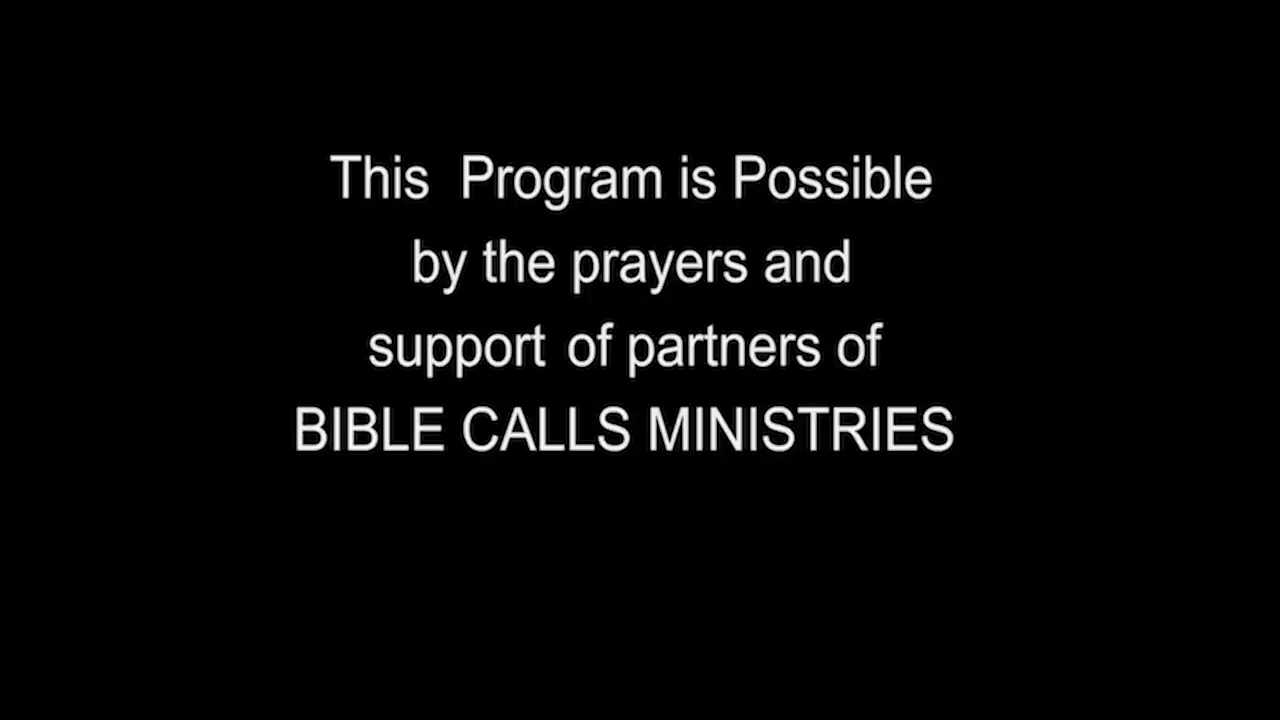 This Program is Possible
by the prayers and
support of partners of
BIBLE CALLS MINISTRIES